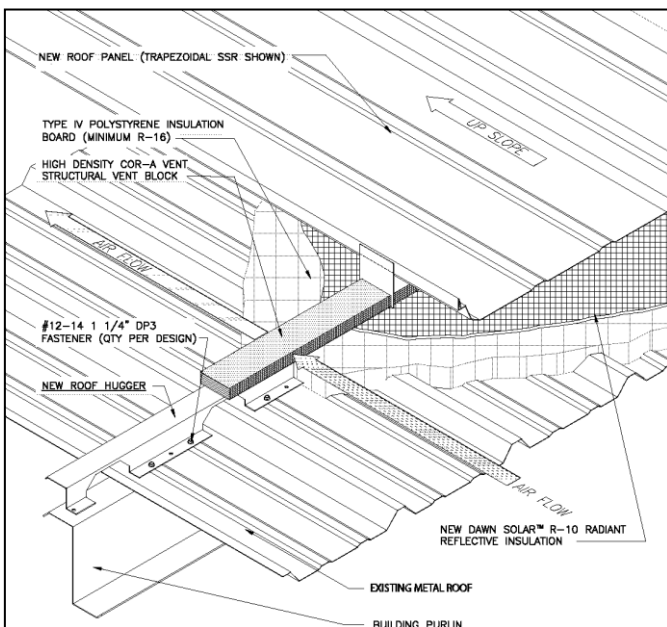 NEW ROOF PANEL (TRAPEZOIDAL SSR SHOWN)
UP SLOPE
TYPE IV POLYSTYRENE INSULATION
BOARD (MINIMUM R-16)
HIGH DENSITY COR-A VENT
STRUCTURAL VENT BLOCK
AIR FLOW
#12-14 1 1/4" DP3
FASTENER (QTY PER DESIGN)
NEW ROOF HUGGER
AIR FLOW
NEW DAWN SOLAR™ R-10 RADIANT
REFLECTIVE INSULATION
EXISTING METAL ROOF
BUILDING PURLIN